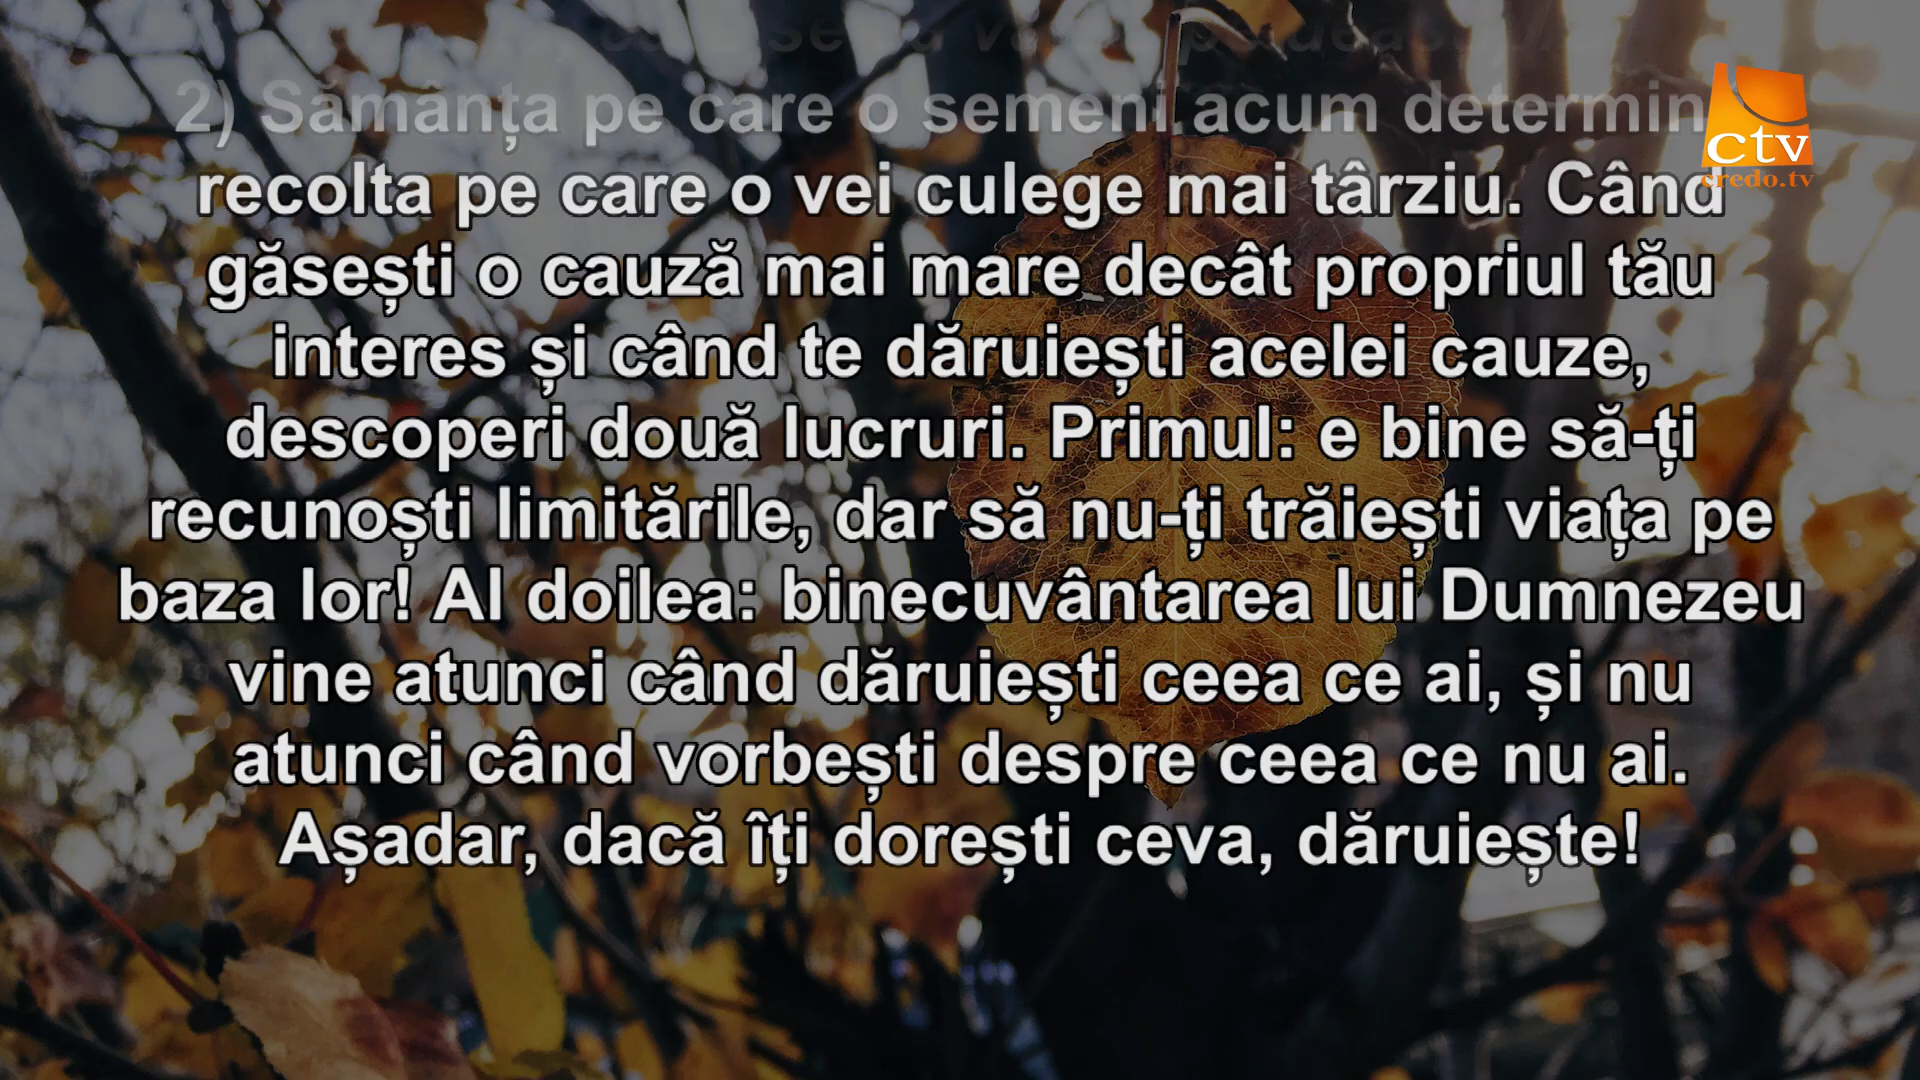 2) Sămânța pe care o semeni acum determin
recolta pe care o vei culege mai târziu. Când
găsești o cauză mai mare decât propriul tău
interes și când te dăruiești acelei cauze,
descoperi două lucruri. Primul: e bine să-ți
recunoști limitările, dar să nu-ți trăiești viața pe
baza lor! Al doilea: binecuvântarea lui Dumnezeu
vine atunci când dăruiești ceea ce ai, și nu
atunci când vorbești despre ceea ce nu ai.
Așadar, dacă îți dorești ceva, dăruiește!
ctv
credo.tv